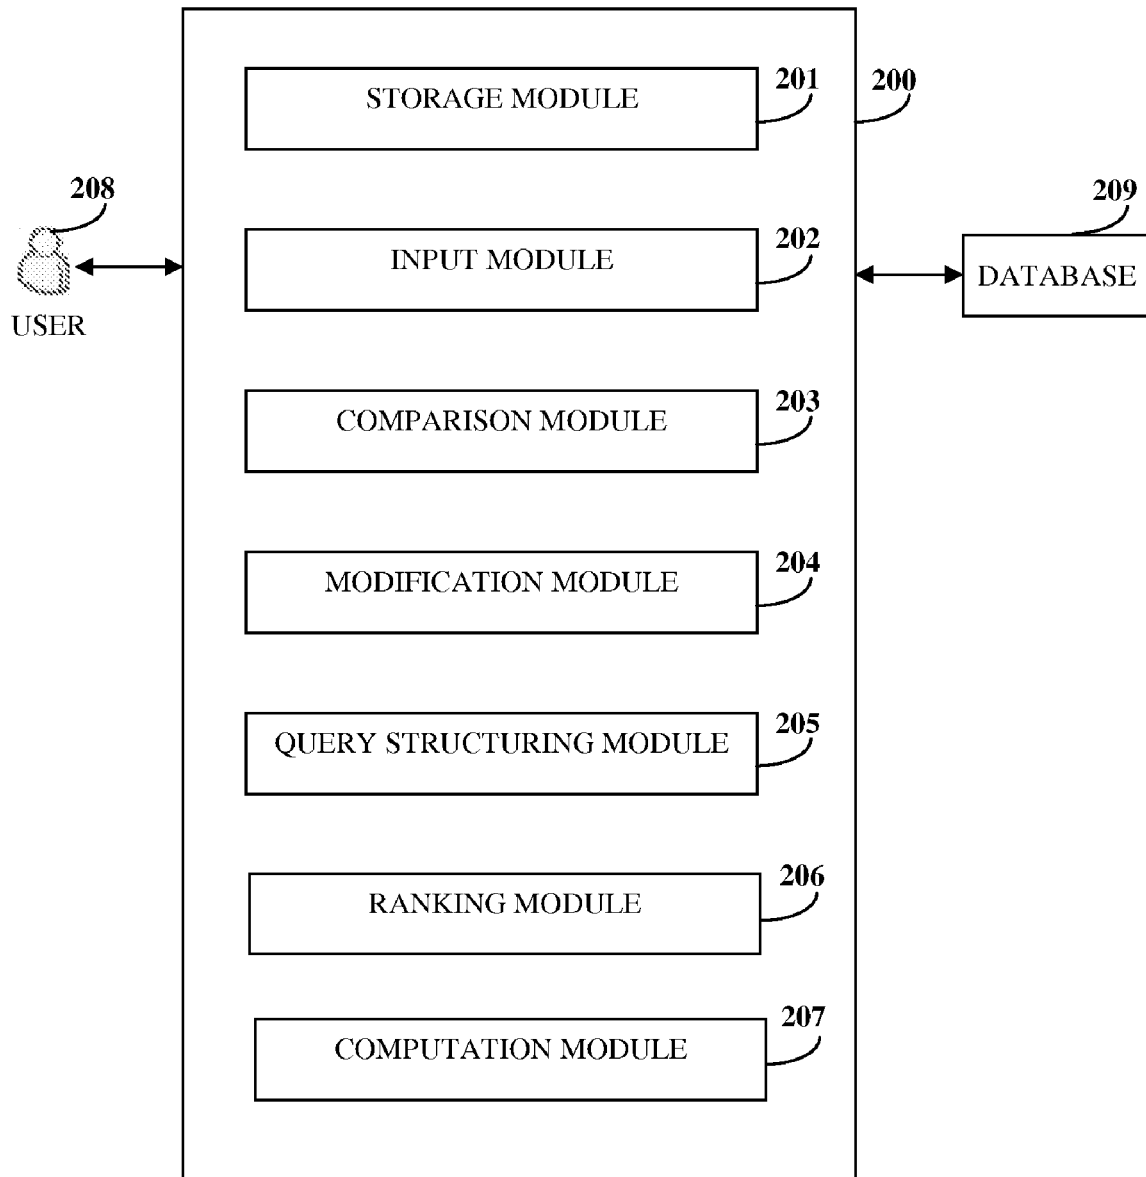 201
200
STORAGE MODULE
208
209
202
INPUT MODULE
DATABASE
USER
203
COMPARISON MODULE
204
MODIFICATION MODULE
205
QUERY STRUCTURING MODULE
206
RANKING MODULE
207
COMPUTATION MODULE